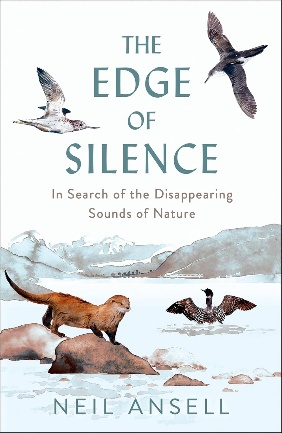 THE
EDGE
OF
SILENCE
In Search of the Disappearing
Sounds of Nature
NEIL ANSELL